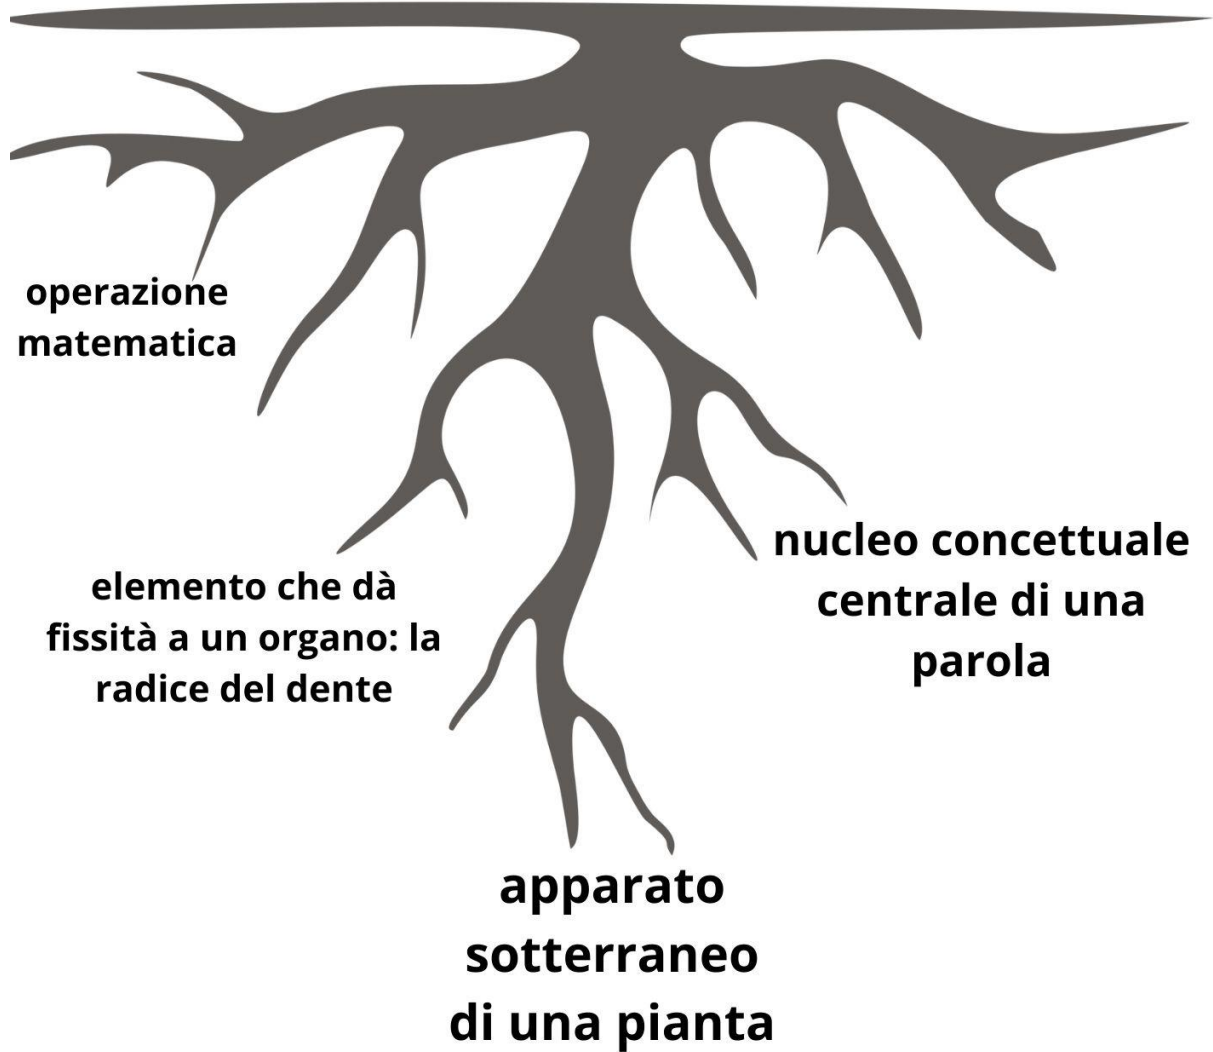 operazione
matematica
nucleo concettuale
centrale di una
parola
elemento che dà
fissità a un organo: la
radice del dente
apparato
sotterraneo
di una pianta